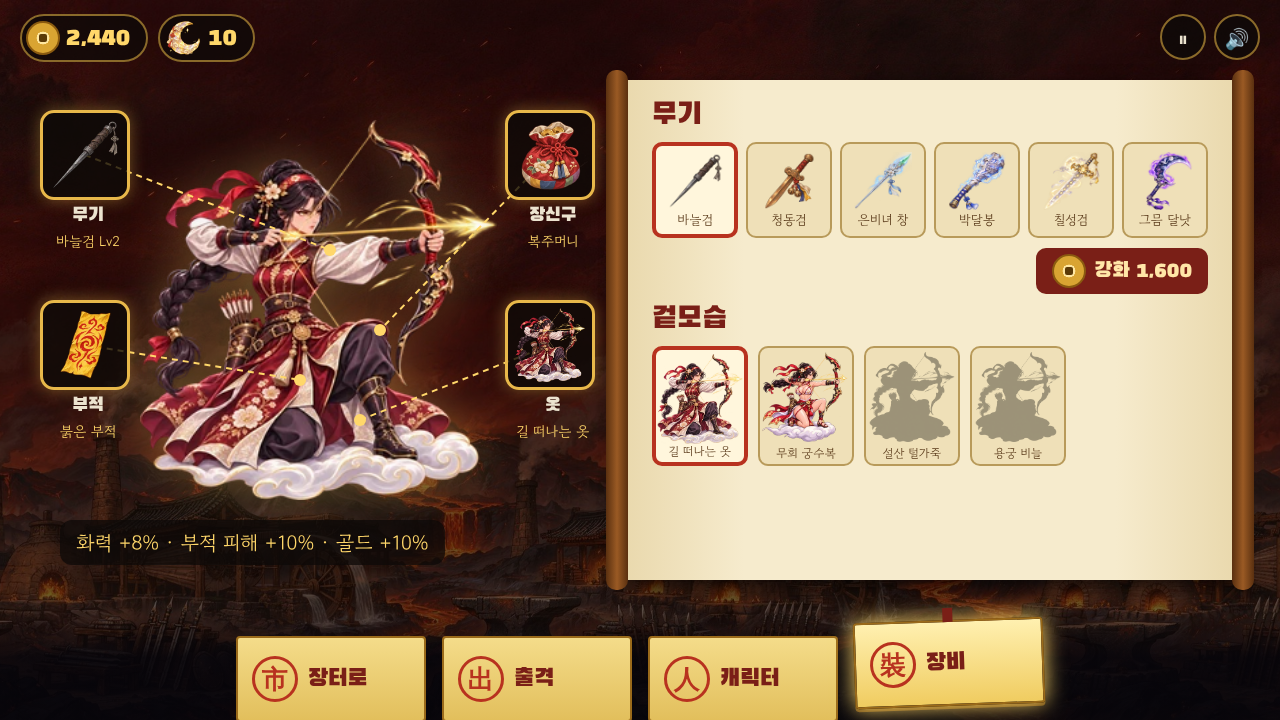 2,440
10
무기
바늘검 Lv2
장신구
복주머니
부적
붉은 부적
옷
길 떠나는 옷
화력 +8% · 부적 피해 +10% · 골드 +10%
무기
바늘검
청동검
은비녀 창
박달봉
칠성검
그믐 달낫
강화 1,600
겉모습
길 떠나는 옷
무희 궁수복
설산 털가죽
용궁 비늘
市 장터로
出 출격
人 캐릭터
裝 장비